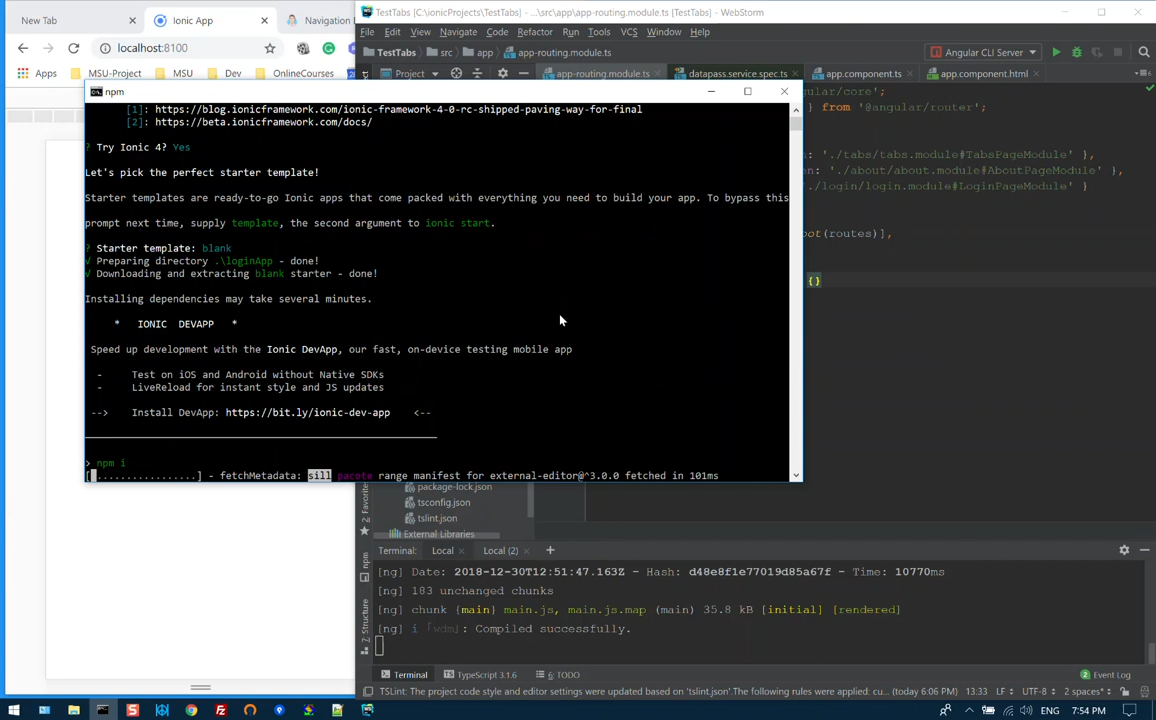 New Tab
Ionic App
Navigation
localhost:8100
Apps
MSU-Project
MSU
Dev
OnlineCourses
TestTabs [C:\ionicProjects\TestTabs] - ...\src\app\app-routing.module.ts [TestTabs] - WebStorm
File Edit View Navigate Code Refactor Run Tools VCS Window Help
TestTabs src app app-routing.module.ts
Angular CLI Server
Project
app-routing.module.ts
datapass.service.spec.ts
app.component.ts
app.component.html
npm
[1]: https://blog.ionicframework.com/ionic-framework-4-0-rc-shipped-paving-way-for-final
[2]: https://beta.ionicframework.com/docs/
? Try Ionic 4? Yes
Let's pick the perfect starter template!
Starter templates are ready-to-go Ionic apps that come packed with everything you need to build your app. To bypass this
prompt next time, supply template, the second argument to ionic start.
? Starter template: blank
√ Preparing directory .\loginApp - done!
√ Downloading and extracting blank starter - done!
Installing dependencies may take several minutes.
* IONIC DEVAPP *
Speed up development with the Ionic DevApp, our fast, on-device testing mobile app
- Test on iOS and Android without Native SDKs
- LiveReload for instant style and JS updates
--> Install DevApp: https://bit.ly/ionic-dev-app <--
> npm i
[ .................] - fetchMetadata: sill pacote range manifest for external-editor@^3.0.0 fetched in 101ms
gular/core';
} from '@angular/router';
n: './tabs/tabs.module#TabsPageModule' },
on: './about/about.module#AboutPageModule' },
./login/login.module#LoginPageModule' }
oot(routes)],
{}
package-lock.json
tsconfig.json
tslint.json
External Libraries
2: Favorites
npm
7: Structure
Terminal: Local Local (2)
[ng] Date: 2018-12-30T12:51:47.163Z - Hash: d48e8f1e77019d85a67f - Time: 10770ms
[ng] 183 unchanged chunks
[ng] chunk {main} main.js, main.js.map (main) 35.8 kB [initial] [rendered]
[ng] i 「wdm」: Compiled successfully.
Terminal TypeScript 3.1.6 6: TODO
2 Event Log
TSLint: The project code style and editor settings were updated based on 'tslint.json'.The following rules were applied: cu... (today 6:06 PM) 13:33 LF UTF-8 2 spaces*
ENG 7:54 PM